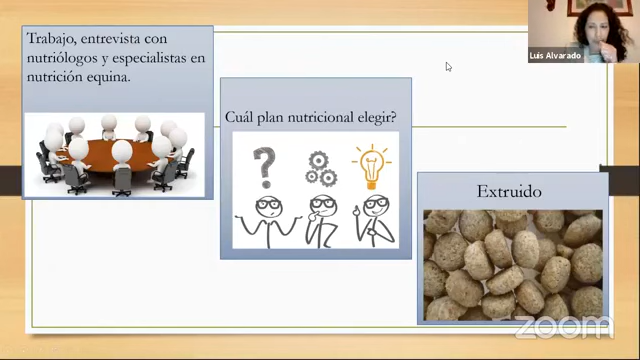 Trabajo, entrevista con
nutriólogos y especialistas en
nutrición equina.
Cuál plan nutricional elegir?
?
Extruido
Luis Alvarado
zoom